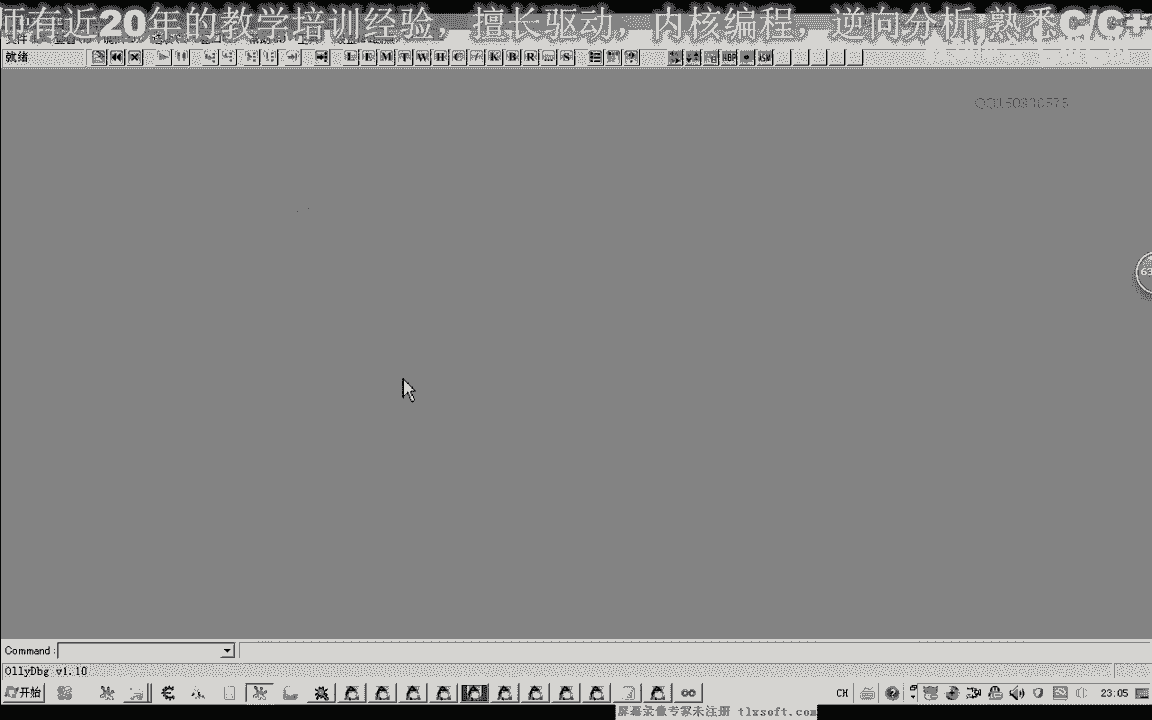 师有近20年的教学培训经验，擅长驱动，内核编程，逆向分析,熟悉C/C+
就绪
L E M T W H C / K B R ... S
QQ150330575
63
Command:
OllyDbg v1.10
开始
CH
23:05
屏幕录像专家未注册 tlxsoft.com